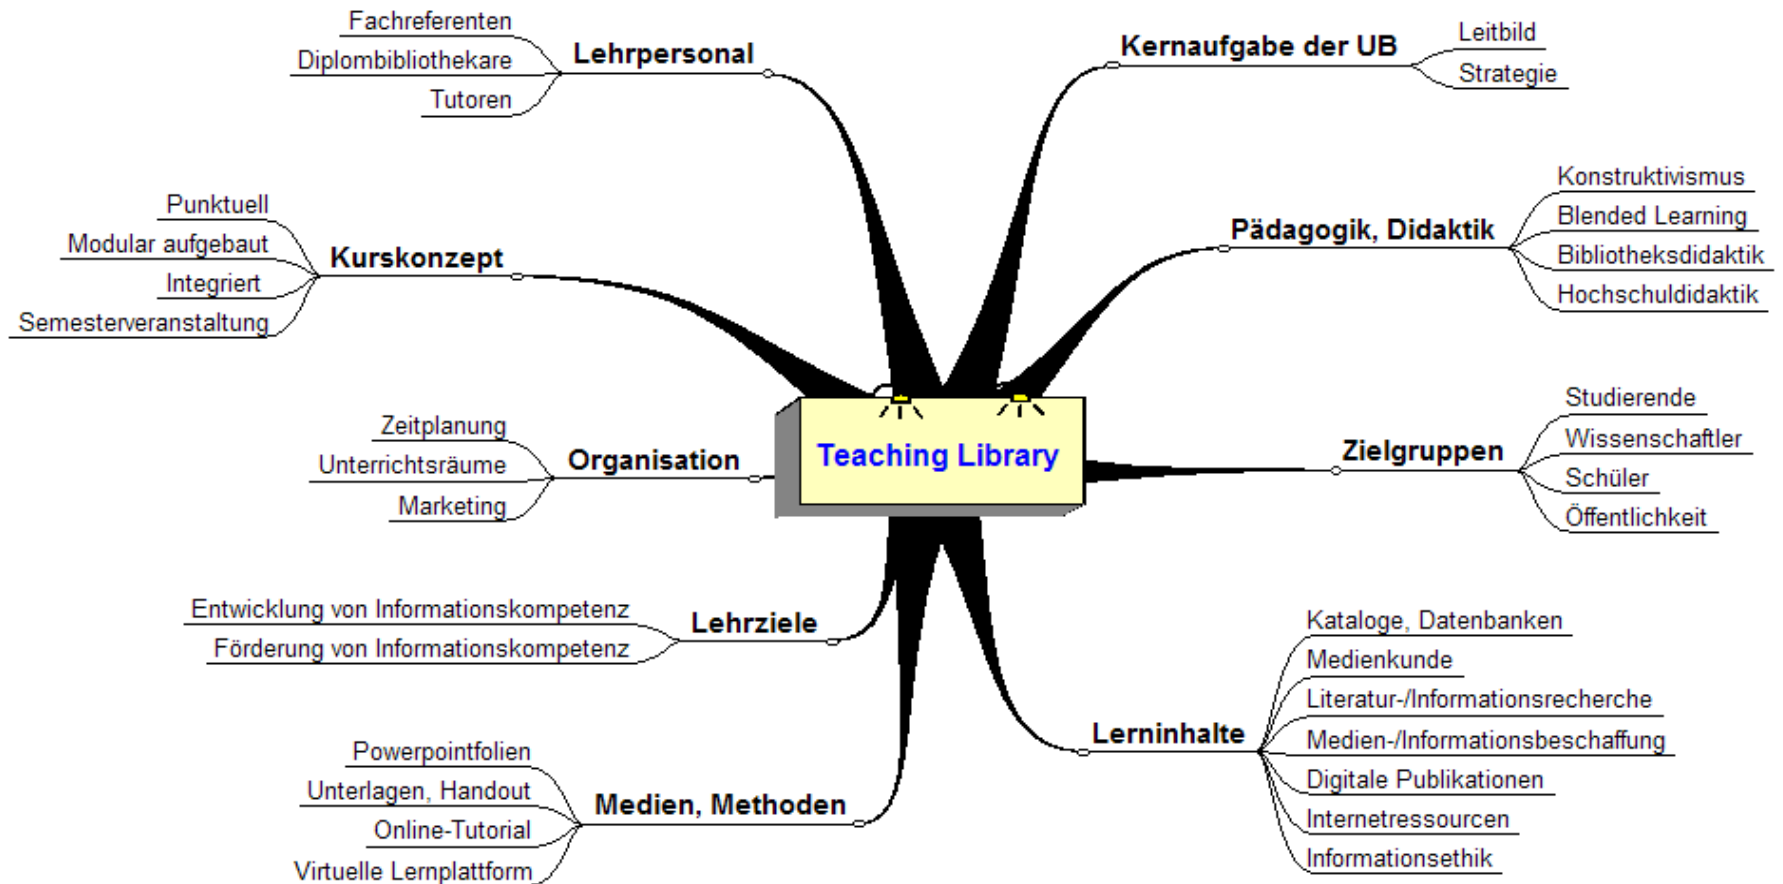 Teaching Library
Kernaufgabe der UB
Leitbild
Strategie
Pädagogik, Didaktik
Konstruktivismus
Blended Learning
Bibliotheksdidaktik
Hochschuldidaktik
Zielgruppen
Studierende
Wissenschaftler
Schüler
Öffentlichkeit
Lerninhalte
Kataloge, Datenbanken
Medienkunde
Literatur-/Informationsrecherche
Medien-/Informationsbeschaffung
Digitale Publikationen
Internetressourcen
Informationsethik
Medien, Methoden
Powerpointfolien
Unterlagen, Handout
Online-Tutorial
Virtuelle Lernplattform
Lehrziele
Entwicklung von Informationskompetenz
Förderung von Informationskompetenz
Organisation
Zeitplanung
Unterrichtsräume
Marketing
Kurskonzept
Punktuell
Modular aufgebaut
Integriert
Semesterveranstaltung
Lehrpersonal
Fachreferenten
Diplombibliothekare
Tutoren